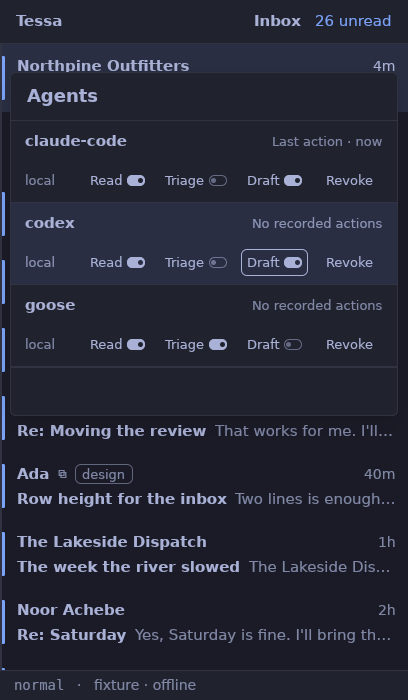 Tessa Inbox 26 unread
Northpine Outfitters 4m
Agents
claude-code Last action · now
local Read Triage Draft Revoke
codex No recorded actions
local Read Triage Draft Revoke
goose No recorded actions
local Read Triage Draft Revoke
Re: Moving the review That works for me. I'll...
Ada design 40m
Row height for the inbox Two lines is enough...
The Lakeside Dispatch 1h
The week the river slowed The Lakeside Dis...
Noor Achebe 2h
Re: Saturday Yes, Saturday is fine. I'll bring th...
normal · fixture · offline